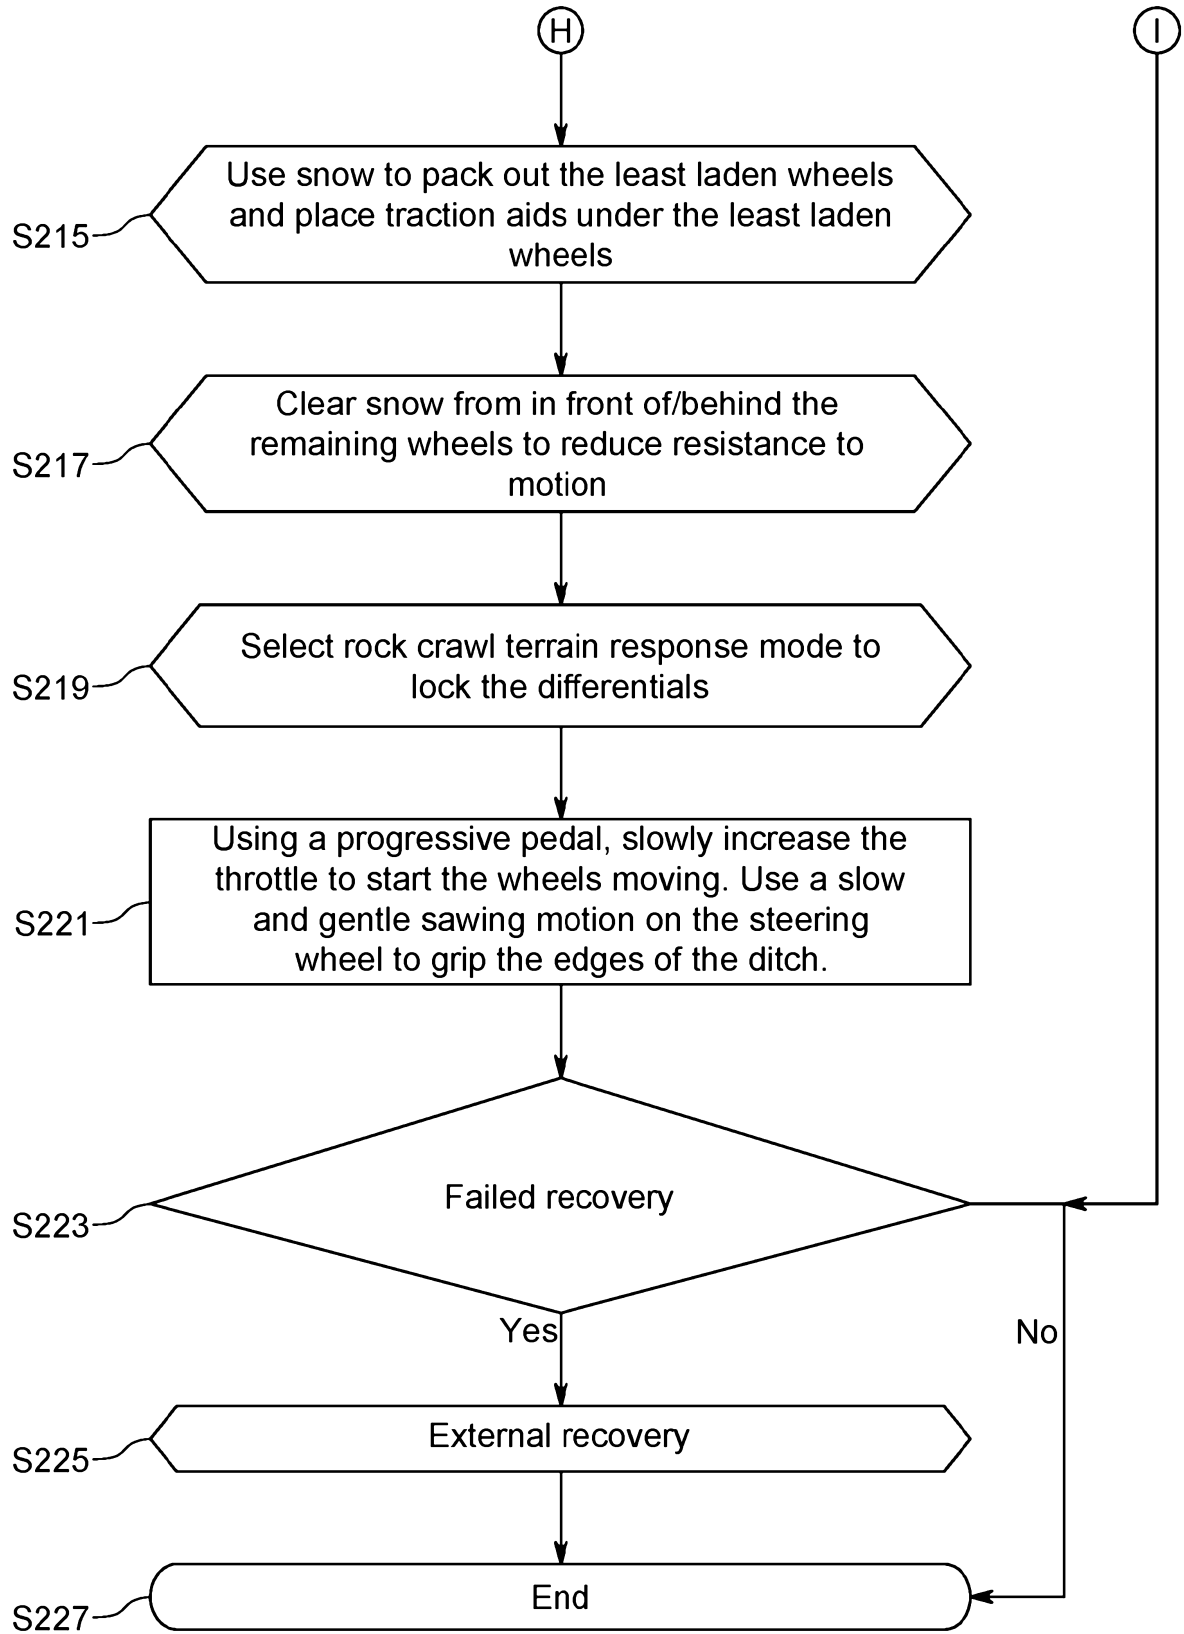 H
I
Use snow to pack out the least laden wheels
and place traction aids under the least laden
wheels
S215
Clear snow from in front of/behind the
remaining wheels to reduce resistance to
motion
S217
Select rock crawl terrain response mode to
lock the differentials
S219
Using a progressive pedal, slowly increase the
throttle to start the wheels moving. Use a slow
and gentle sawing motion on the steering
wheel to grip the edges of the ditch.
S221
Failed recovery
S223
Yes
No
External recovery
S225
End
S227